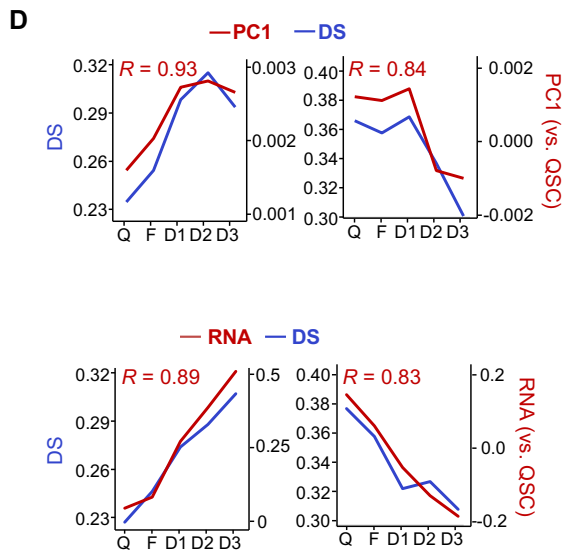 D
PC1 DS
0.32
0.29
0.26
0.23
DS
R = 0.93
0.003
0.002
0.001
Q F D1 D2 D3
0.40
0.38
0.36
0.34
0.32
0.30
R = 0.84
0.002
0.000
-0.002
PC1 (vs. QSC)
Q F D1 D2 D3
RNA DS
0.32
0.29
0.26
0.23
DS
R = 0.89
0.5
0.25
0
Q F D1 D2 D3
0.40
0.38
0.36
0.34
0.32
0.30
R = 0.83
0.2
0.0
-0.2
RNA (vs. QSC)
Q F D1 D2 D3